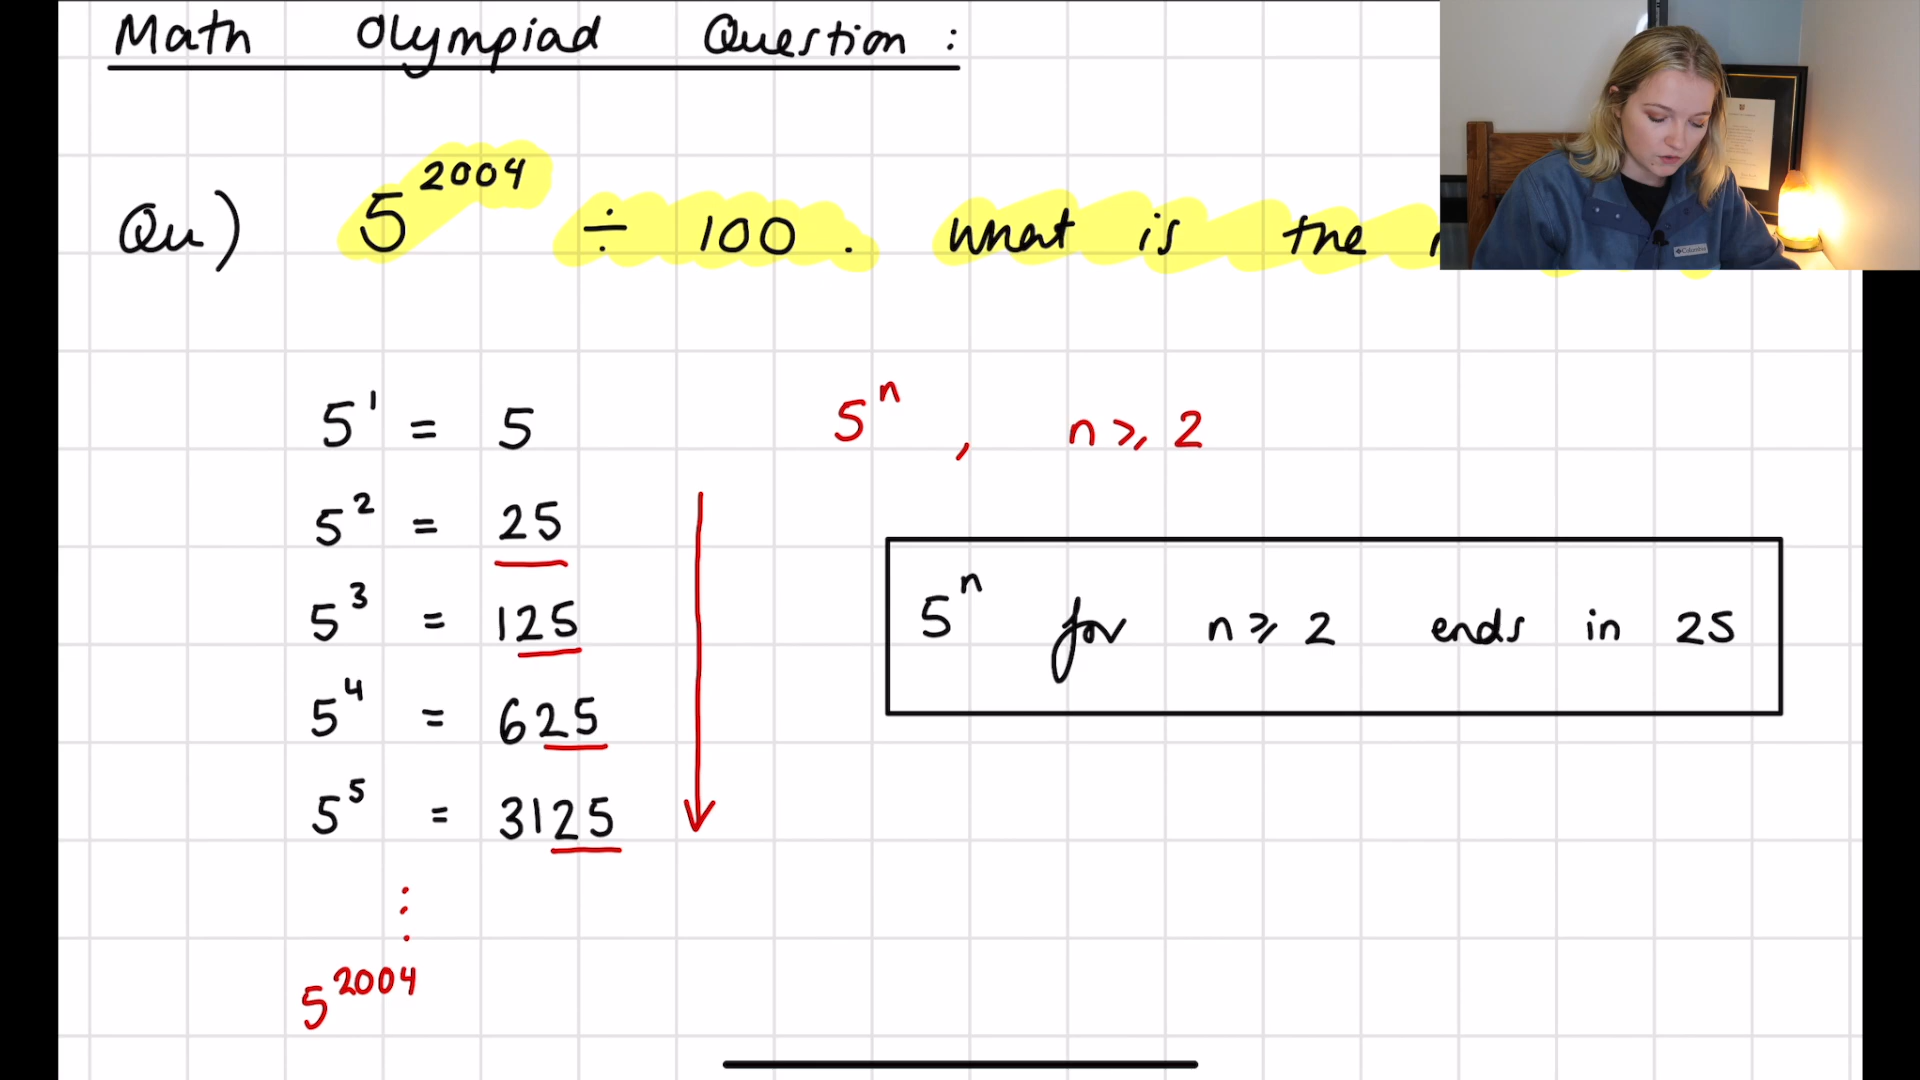 Math Olympiad Question :
Qu) 5^2004 ÷ 100 . What is the
5^1 = 5
5^n , n ⩾ 2
5^2 = 25
5^3 = 125
5^4 = 625
5^5 = 3125
⋮
5^2004
5^n for n ⩾ 2 ends in 25
Columbia